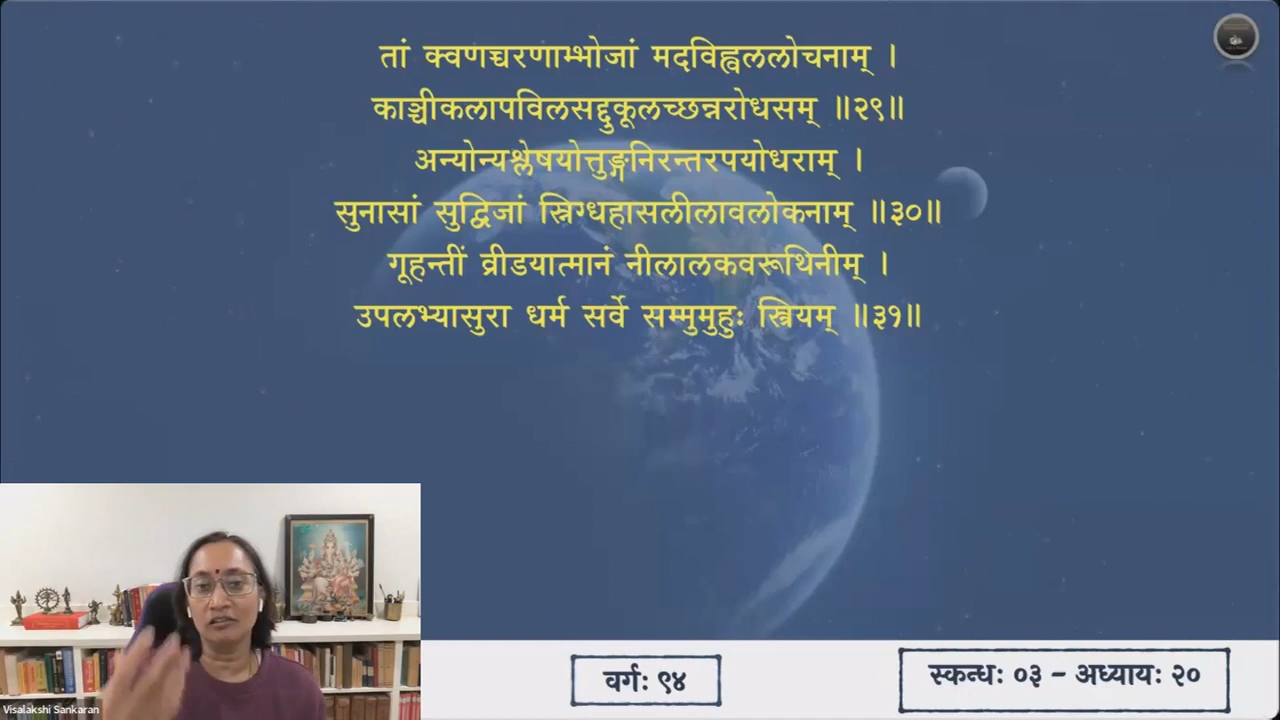 तां क्वणच्चरणाम्भोजां मदविह्वललोचनाम् ।
काञ्चीकलापविलसद्दुकूलच्छन्नरोधसम् ॥२९॥
अन्योन्यश्लेषयोत्तुङ्गनिरन्तरपयोधराम् ।
सुनासां सुद्विजां स्निग्धहासलीलावलोकनाम् ॥३०॥
गूहन्तीं व्रीडयात्मानं नीलालकवरूथिनीम् ।
उपलभ्यासुरा धर्म सर्वे सम्मुमुहुः स्त्रियम् ॥३१॥
Visalakshi Sankaran
वर्गः ९४
स्कन्धः ०३ - अध्यायः २०